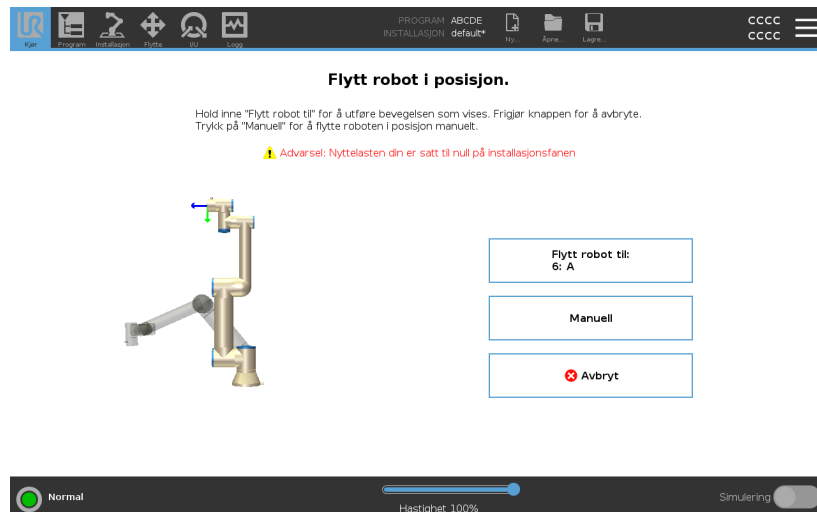 UR
PROGRAM ABCDE
INSTALLASJON default*
CCCC
CCCC
Kjør Program Installasjon Flytte I/U Logg Ny... Åpne... Lagre...
Flytt robot i posisjon.
Hold inne "Flytt robot til" for å utføre bevegelsen som vises. Frigjør knappen for å avbryte.
Trykk på "Manuell" for å flytte roboten i posisjon manuelt.
Advarsel: Nyttelasten din er satt til null på installasjonsfanen
Flytt robot til:
6: A
Manuell
Avbryt
Normal
Hastighet 100%
Simulering